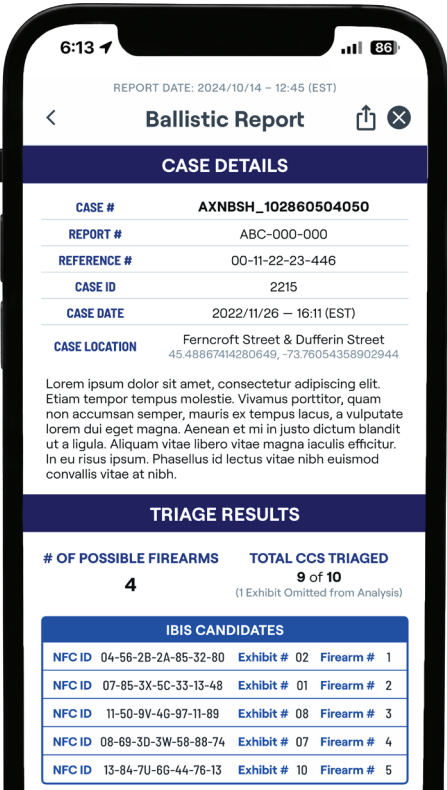 6:13
86
REPORT DATE: 2024/10/14 – 12:45 (EST)
Ballistic Report
CASE DETAILS
CASE # AXNBSH_102860504050
REPORT # ABC-000-000
REFERENCE # 00-11-22-23-446
CASE ID 2215
CASE DATE 2022/11/26 — 16:11 (EST)
CASE LOCATION Ferncroft Street & Dufferin Street
45.48867414280649, -73.76054358902944
Lorem ipsum dolor sit amet, consectetur adipiscing elit.
Etiam tempor tempus molestie. Vivamus porttitor, quam
non accumsan semper, mauris ex tempus lacus, a vulputate
lorem dui eget magna. Aenean et mi in justo dictum blandit
ut a ligula. Aliquam vitae libero vitae magna iaculis efficitur.
In eu risus ipsum. Phasellus id lectus vitae nibh euismod
convallis vitae at nibh.
TRIAGE RESULTS
# OF POSSIBLE FIREARMS TOTAL CCS TRIAGED
4 9 of 10
(1 Exhibit Omitted from Analysis)
IBIS CANDIDATES
NFC ID 04-56-2B-2A-85-32-80 Exhibit # 02 Firearm # 1
NFC ID 07-85-3X-5C-33-13-48 Exhibit # 01 Firearm # 2
NFC ID 11-50-9V-4G-97-11-89 Exhibit # 08 Firearm # 3
NFC ID 08-69-3D-3W-58-88-74 Exhibit # 07 Firearm # 4
NFC ID 13-84-7U-6G-44-76-13 Exhibit # 10 Firearm # 5